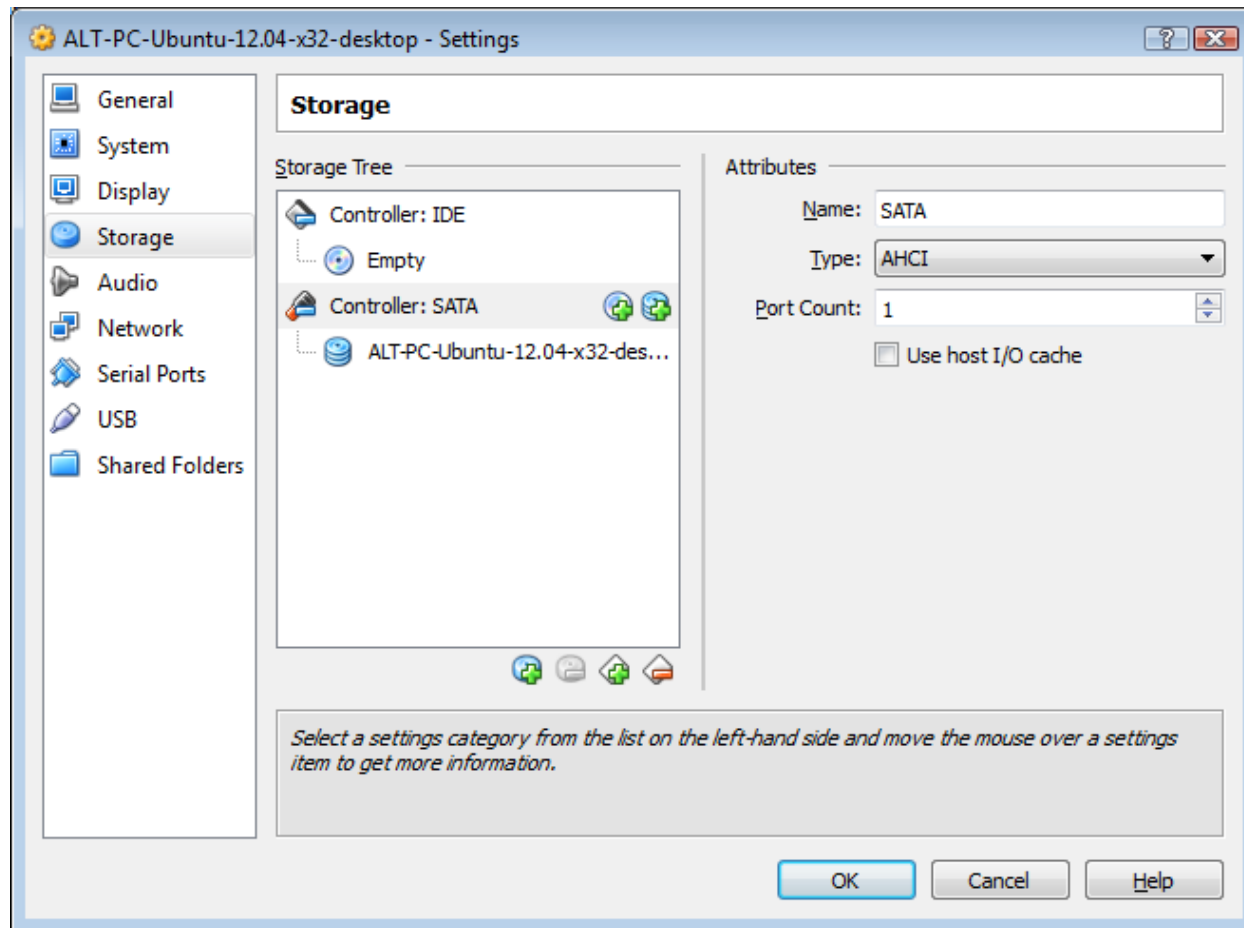 ALT-PC-Ubuntu-12.04-x32-desktop - Settings
General
System
Display
Storage
Audio
Network
Serial Ports
USB
Shared Folders
Storage
Storage Tree
Controller: IDE
Empty
Controller: SATA
ALT-PC-Ubuntu-12.04-x32-des...
Attributes
Name: SATA
Type: AHCI
Port Count: 1
Use host I/O cache
Select a settings category from the list on the left-hand side and move the mouse over a settings
item to get more information.
OK Cancel Help